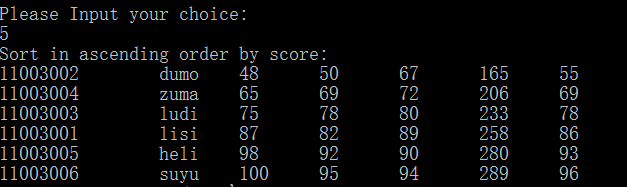 Please Input your choice:
5
Sort in ascending order by score:
11003002 dumo 48 50 67 165 55
11003004 zuma 65 69 72 206 69
11003003 ludi 75 78 80 233 78
11003001 lisi 87 82 89 258 86
11003005 heli 98 92 90 280 93
11003006 suyu 100 95 94 289 96